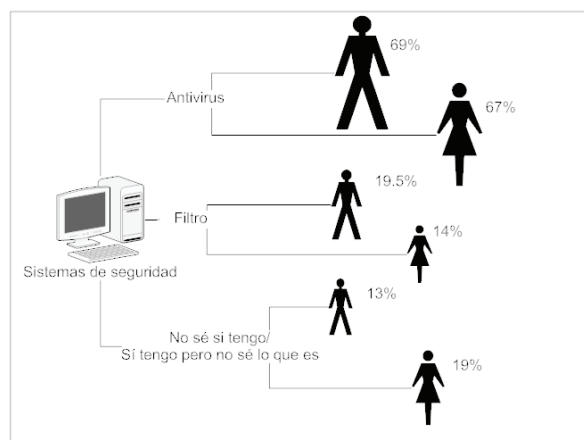 69%
Antivirus
67%
19.5%
Filtro
14%
Sistemas de seguridad
13%
No sé si tengo/
Sí tengo pero no sé lo que es
19%